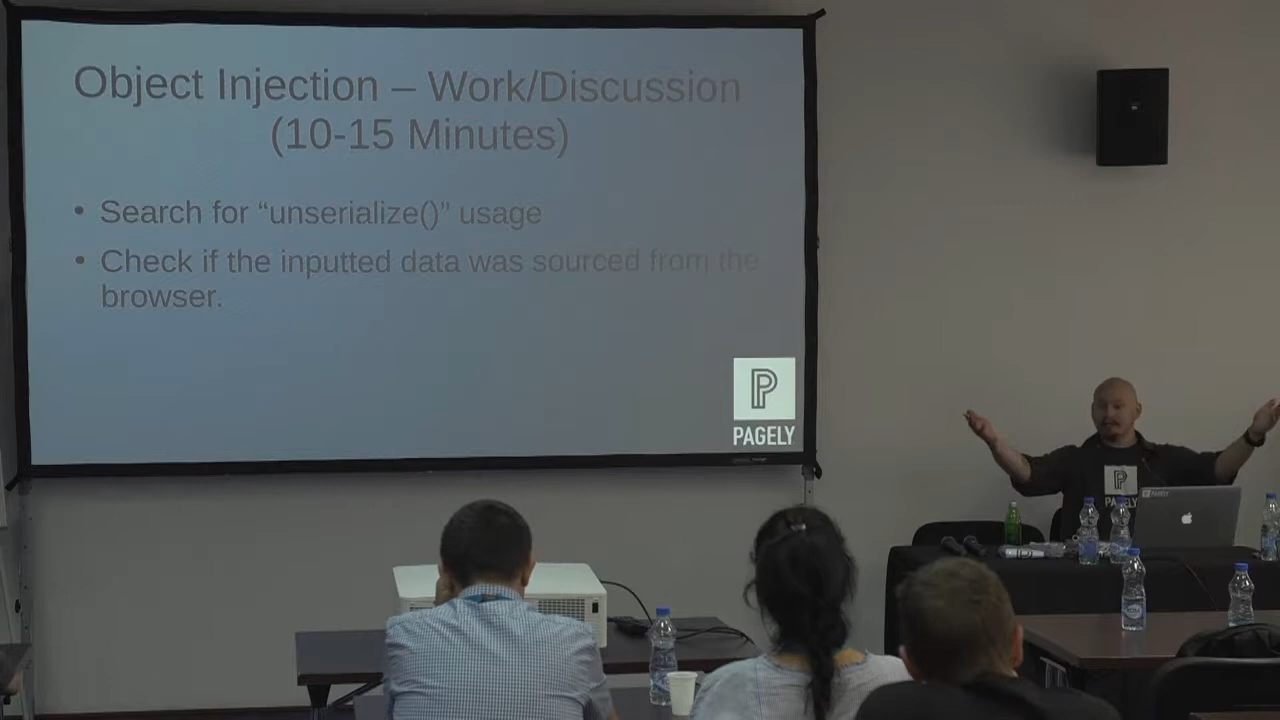 Object Injection – Work/Discussion
(10-15 Minutes)
• Search for “unserialize()” usage
• Check if the inputted data was sourced from the
browser.
P
PAGELY
P
PAGELY
PAGELY